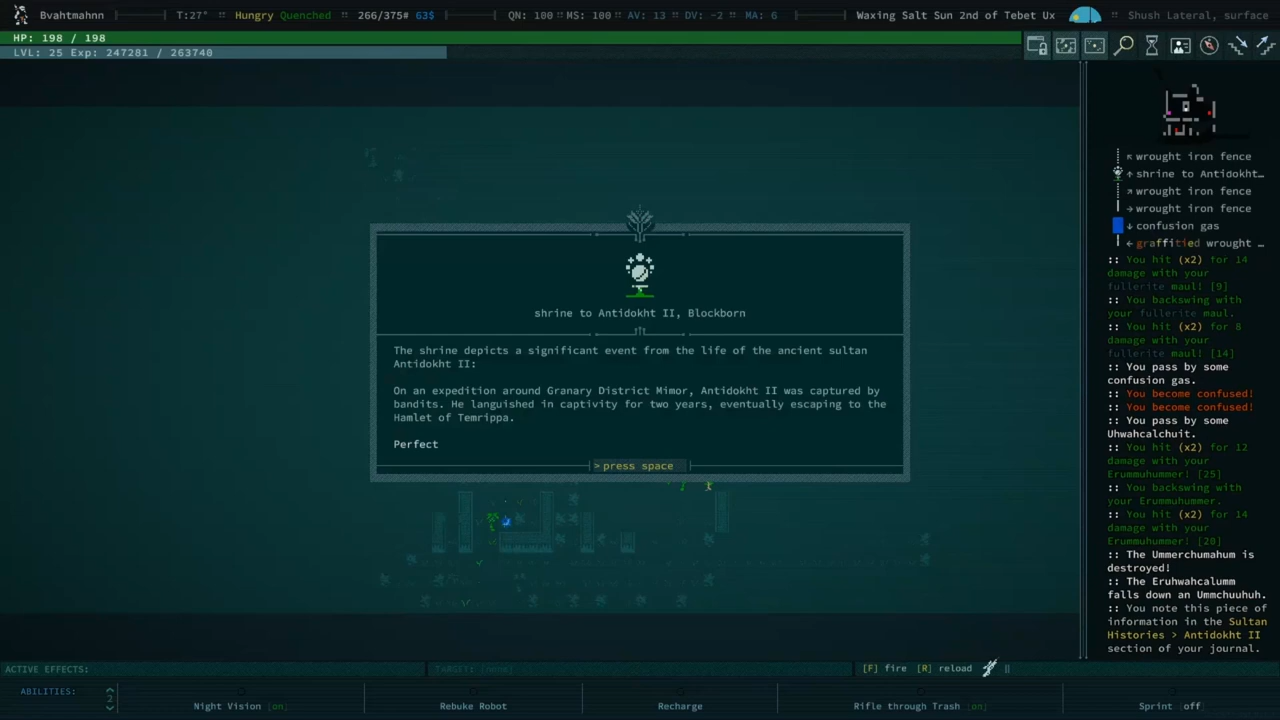 Bvahtmahnn T:27° :: Hungry Quenched :: 266/375# 63$ QN: 100 :: MS: 100 :: AV: 13 :: DV: -2 :: MA: 6 Waxing Salt Sun 2nd of Tebet Ux :: Shush Lateral, surface
HP: 198 / 198
LVL: 25 Exp: 247281 / 263740
shrine to Antidokht II, Blockborn
The shrine depicts a significant event from the life of the ancient sultan
Antidokht II:
On an expedition around Granary District Mimor, Antidokht II was captured by
bandits. He languished in captivity for two years, eventually escaping to the
Hamlet of Temrippa.
Perfect
> press space
wrought iron fence
shrine to Antidokht…
wrought iron fence
wrought iron fence
confusion gas
graffitied wrought …
:: You hit (x2) for 14
damage with your
fullerite maul! [9]
:: You backswing with
your fullerite maul.
:: You hit (x2) for 8
damage with your
fullerite maul! [14]
:: You pass by some
confusion gas.
:: You become confused!
:: You become confused!
:: You pass by some
Uhwahcalchuit.
:: You hit (x2) for 12
damage with your
Erummuhummer! [25]
:: You backswing with
your Erummuhummer.
:: You hit (x2) for 14
damage with your
Erummuhummer! [20]
:: The Ummerchumahum is
destroyed!
:: The Eruhwahcalumm
falls down an Ummchuuhuh.
:: You note this piece of
information in the Sultan
Histories > Antidokht II
section of your journal.
ACTIVE EFFECTS:
TARGET: [none]
[F] fire [R] reload
ABILITIES:
2
Night Vision [on]
Rebuke Robot
Recharge
Rifle through Trash [on]
Sprint [off]